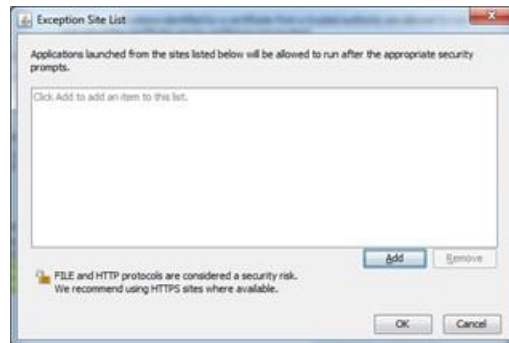 Exception Site List
Applications launched from the sites listed below will be allowed to run after the appropriate security
prompts.
Click Add to add an item to this list.
Add
Remove
FILE and HTTP protocols are considered a security risk.
We recommend using HTTPS sites where available.
OK
Cancel